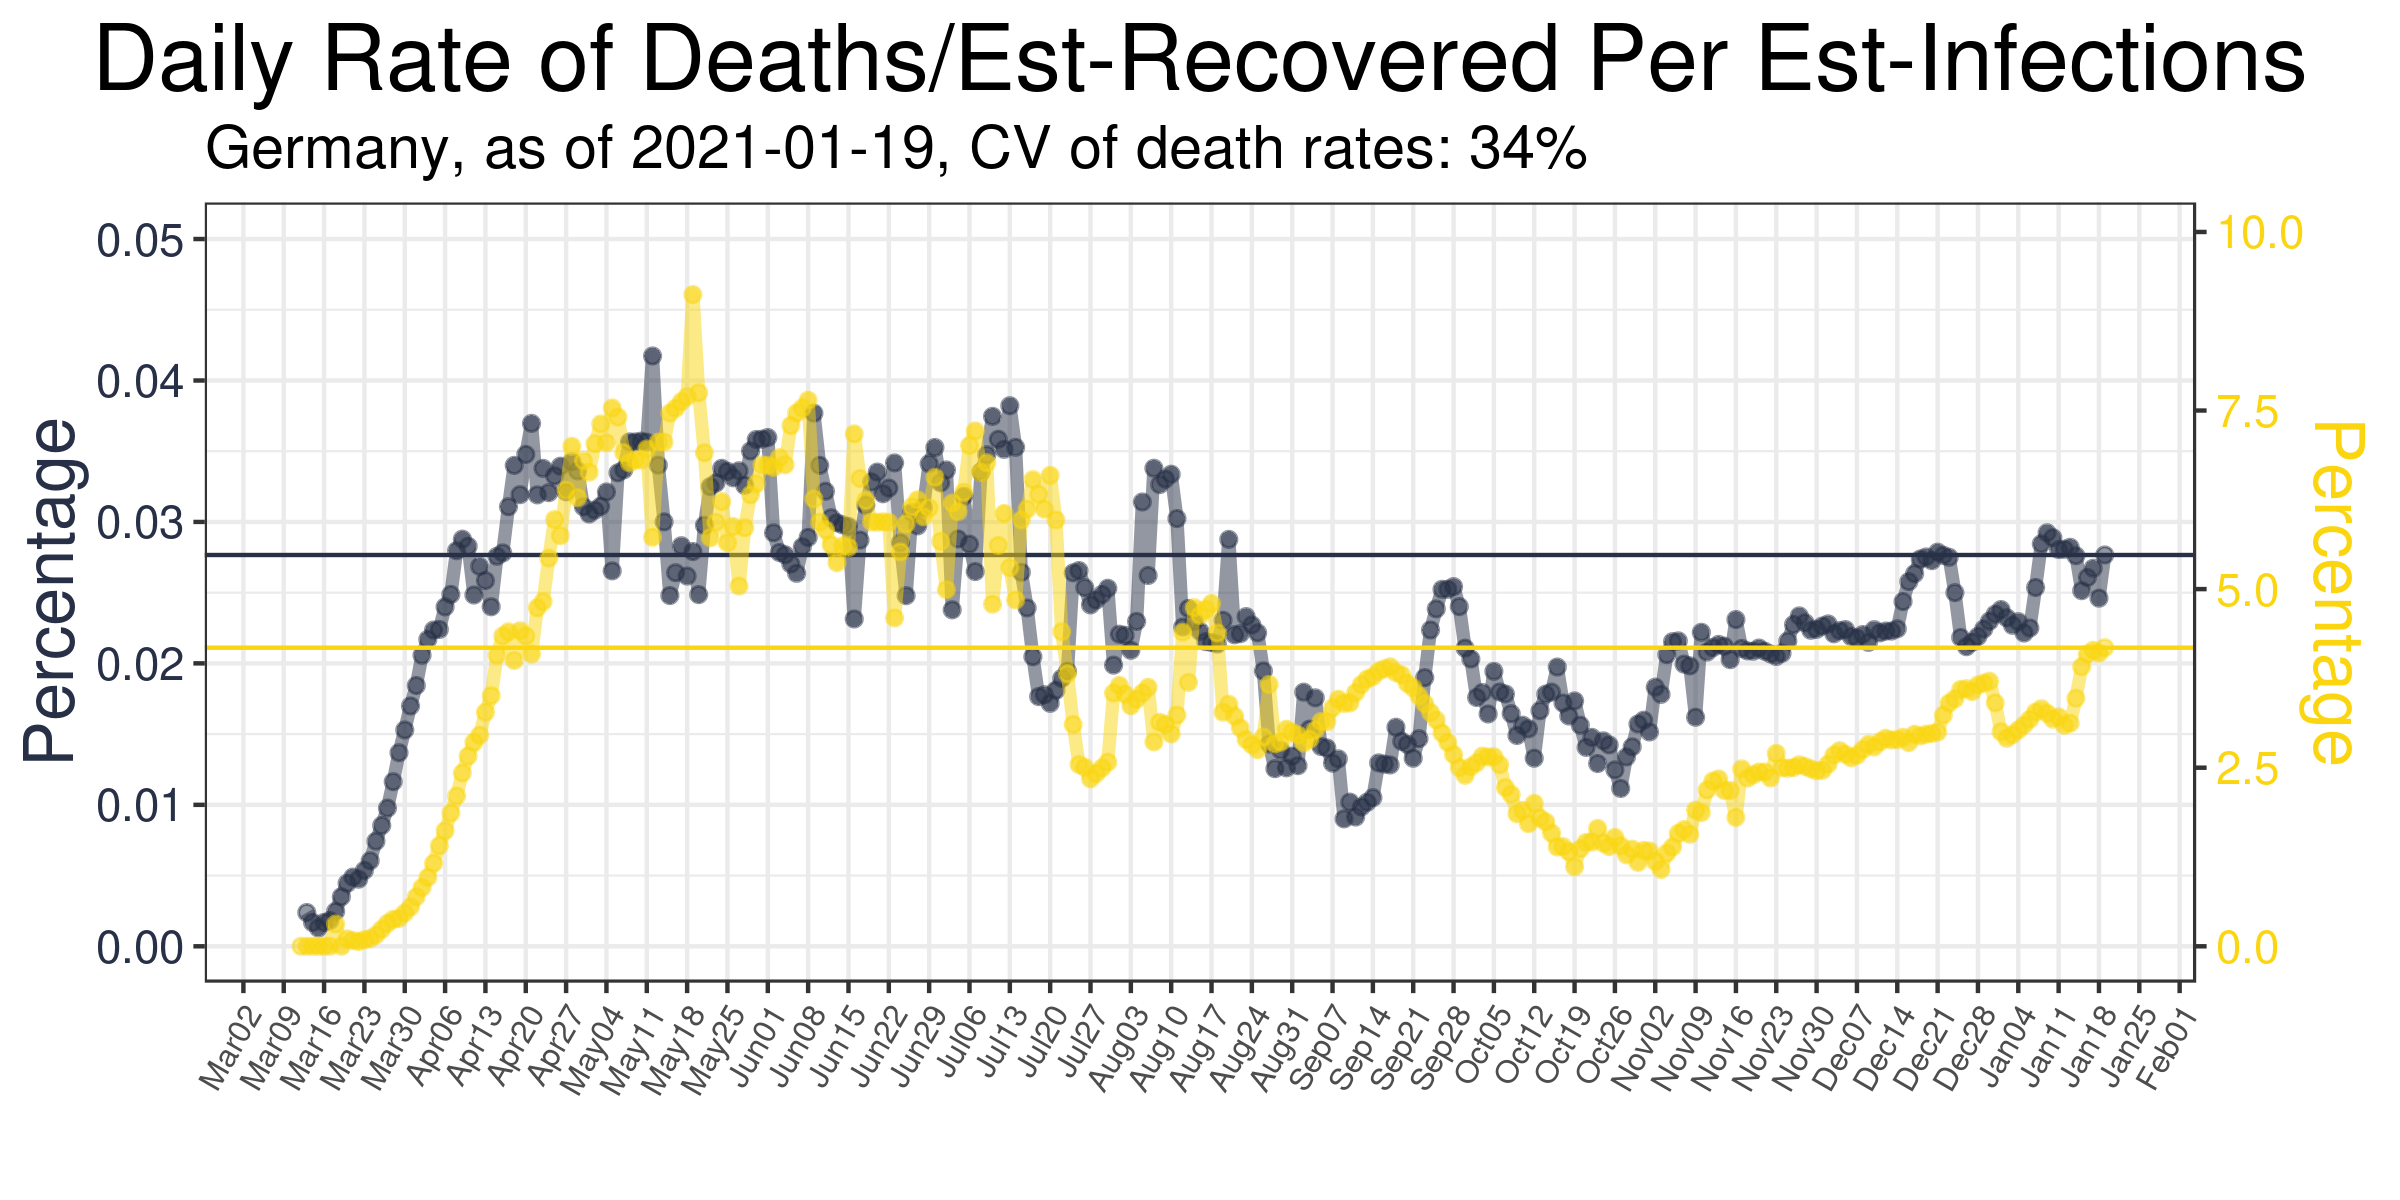 Daily Rate of Deaths/Est-Recovered Per Est-Infections
Germany, as of 2021-01-19, CV of death rates: 34%
Percentage
0.05
0.04
0.03
0.02
0.01
0.00
10.0
7.5
5.0
2.5
0.0
Percentage
Mar02
Mar09
Mar16
Mar23
Mar30
Apr06
Apr13
Apr20
Apr27
May04
May11
May18
May25
Jun01
Jun08
Jun15
Jun22
Jun29
Jul06
Jul13
Jul20
Jul27
Aug03
Aug10
Aug17
Aug24
Aug31
Sep07
Sep14
Sep21
Sep28
Oct05
Oct12
Oct19
Oct26
Nov02
Nov09
Nov16
Nov23
Nov30
Dec07
Dec14
Dec21
Dec28
Jan04
Jan11
Jan18
Jan25
Feb01